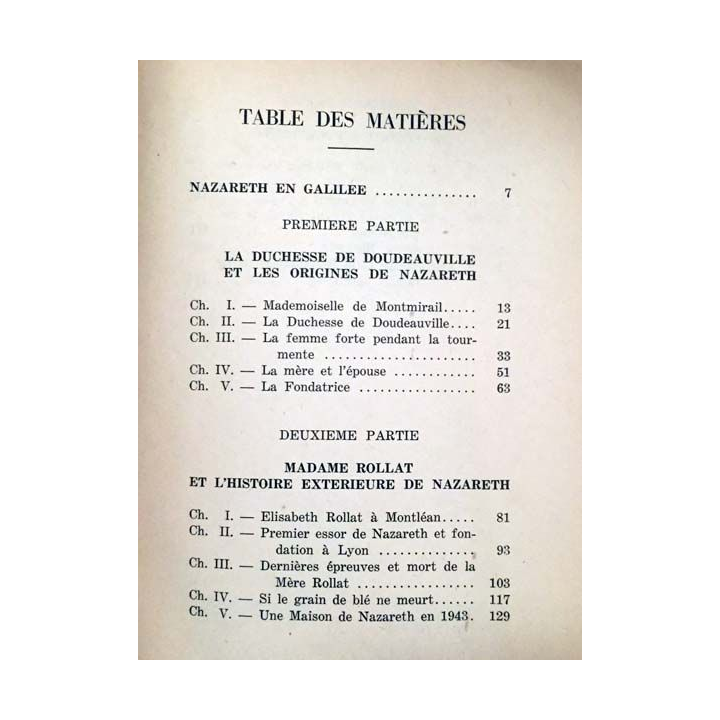 TABLE DES MATIÈRES
NAZARETH EN GALILEE ............... 7
PREMIERE PARTIE
LA DUCHESSE DE DOUDEAUVILLE
ET LES ORIGINES DE NAZARETH
Ch. I. — Mademoiselle de Montmirail..... 13
Ch. II. — La Duchesse de Doudeauville.... 21
Ch. III. — La femme forte pendant la tour-
mente ...................... 33
Ch. IV. — La mère et l'épouse ............ 51
Ch. V. — La Fondatrice .................. 63
DEUXIEME PARTIE
MADAME ROLLAT
ET L'HISTOIRE EXTERIEURE DE NAZARETH
Ch. I. — Elisabeth Rollat à Montléan..... 81
Ch. II. — Premier essor de Nazareth et fon-
dation à Lyon .............. 93
Ch. III. — Dernières épreuves et mort de la
Mère Rollat ................. 103
Ch. IV. — Si le grain de blé ne meurt...... 117
Ch. V. — Une Maison de Nazareth en 1943. 129